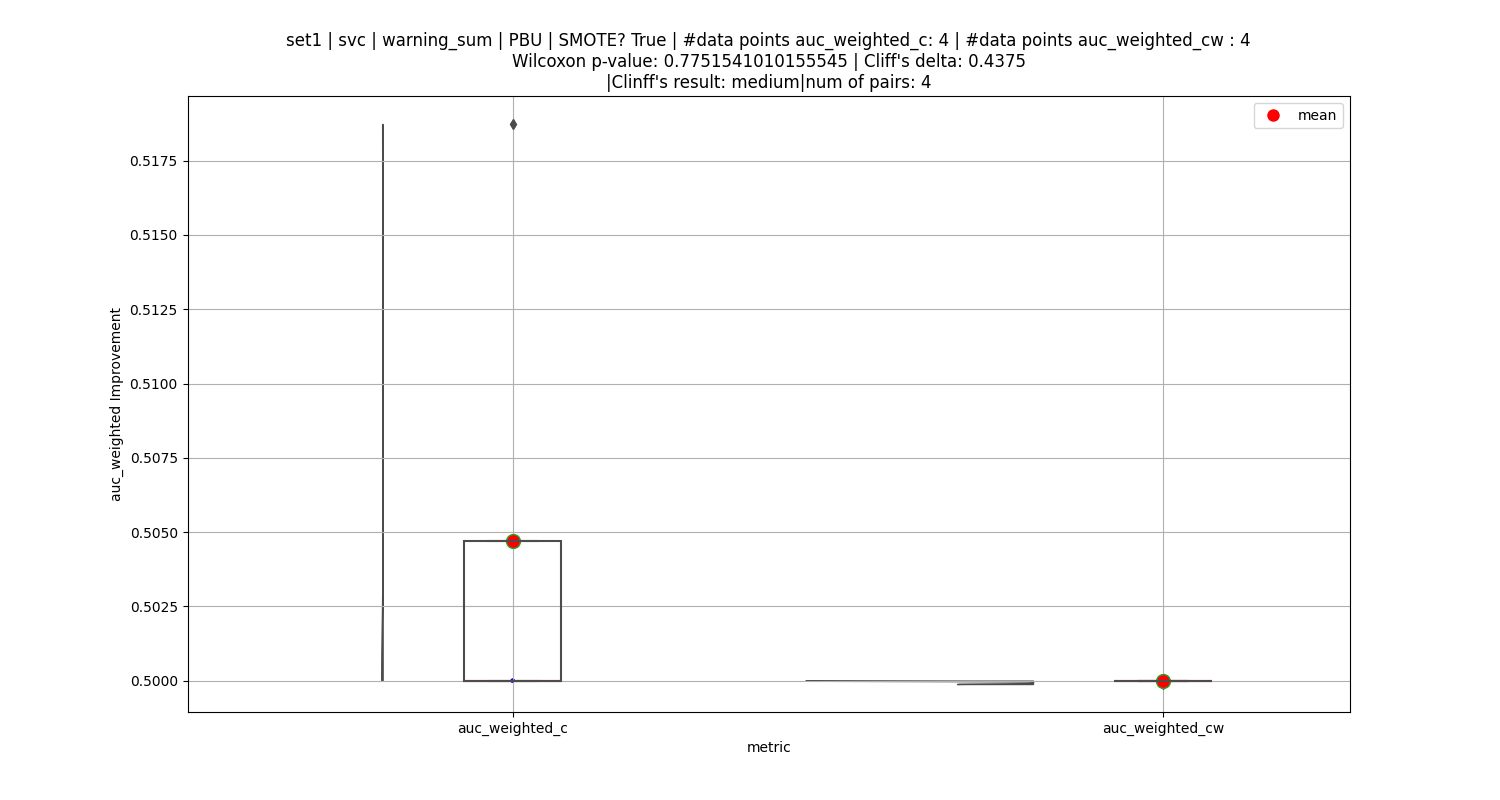 set1 | svc | warning_sum | PBU | SMOTE? True | #data points auc_weighted_c: 4 | #data points auc_weighted_cw : 4
Wilcoxon p-value: 0.7751541010155545 | Cliff's delta: 0.4375
|Clinff's result: medium|num of pairs: 4
mean
0.5175
0.5150
0.5125
0.5100
0.5075
0.5050
0.5025
0.5000
auc_weighted Improvement
auc_weighted_c
auc_weighted_cw
metric